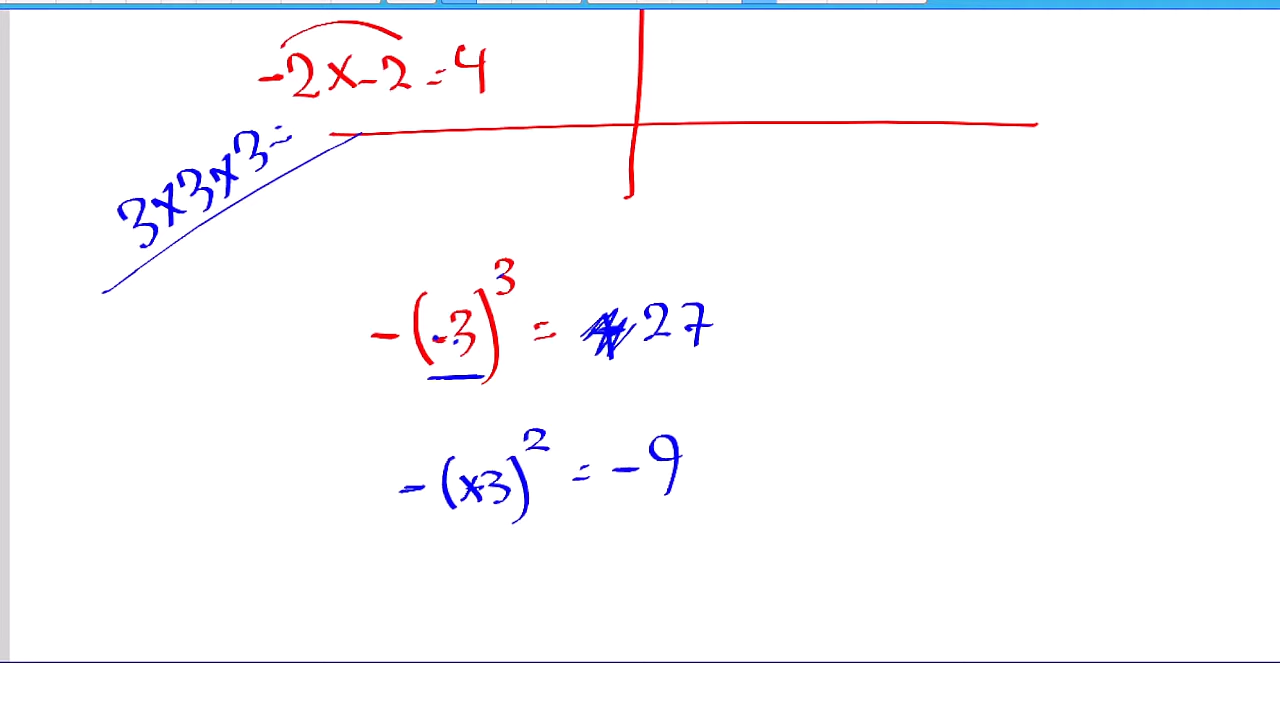 -2x-2=4
3x3x3=
-(-3)^3 = 27
-(x3)^2 = -9